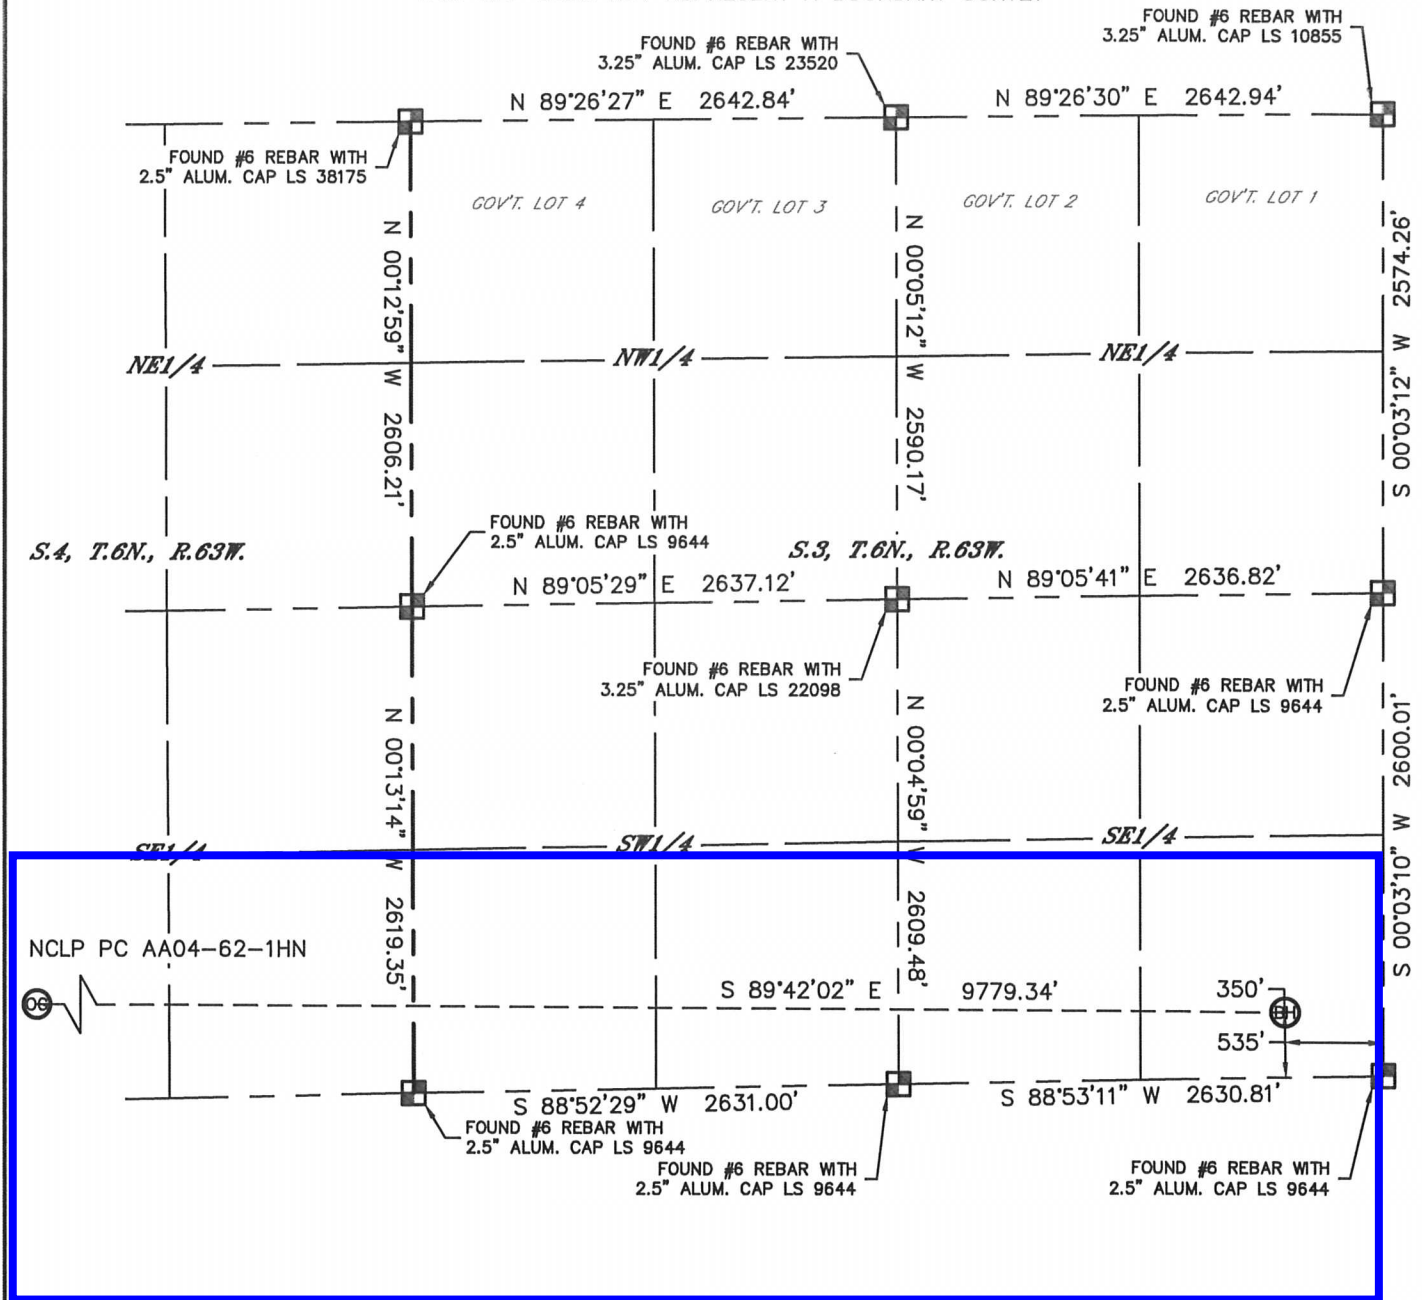 FOUND #6 REBAR WITH
3.25" ALUM. CAP LS 10855
FOUND #6 REBAR WITH
3.25" ALUM. CAP LS 23520
N 89°26'27" E 2642.84'
N 89°26'30" E 2642.94'
FOUND #6 REBAR WITH
2.5" ALUM. CAP LS 38175
GOV'T. LOT 4
GOV'T. LOT 3
GOV'T. LOT 2
GOV'T. LOT 1
N 00°12'59" W 2606.21'
N 00°05'12" W 2590.17'
S 00°03'12" W 2574.26'
NE1/4
NW1/4
NE1/4
FOUND #6 REBAR WITH
2.5" ALUM. CAP LS 9644
S.4, T.6N., R.63W.
S.3, T.6N., R.63W.
N 89°05'29" E 2637.12'
N 89°05'41" E 2636.82'
FOUND #6 REBAR WITH
3.25" ALUM. CAP LS 22098
FOUND #6 REBAR WITH
2.5" ALUM. CAP LS 9644
N 00°13'14" W 2619.35'
N 00°04'59" W 2609.48'
S 00°03'10" W 2600.01'
SE1/4
SW1/4
SE1/4
NCLP PC AA04-62-1HN
OG
S 89°42'02" E 9779.34'
350'
BH
535'
S 88°52'29" W 2631.00'
S 88°53'11" W 2630.81'
FOUND #6 REBAR WITH
2.5" ALUM. CAP LS 9644
FOUND #6 REBAR WITH
2.5" ALUM. CAP LS 9644
FOUND #6 REBAR WITH
2.5" ALUM. CAP LS 9644